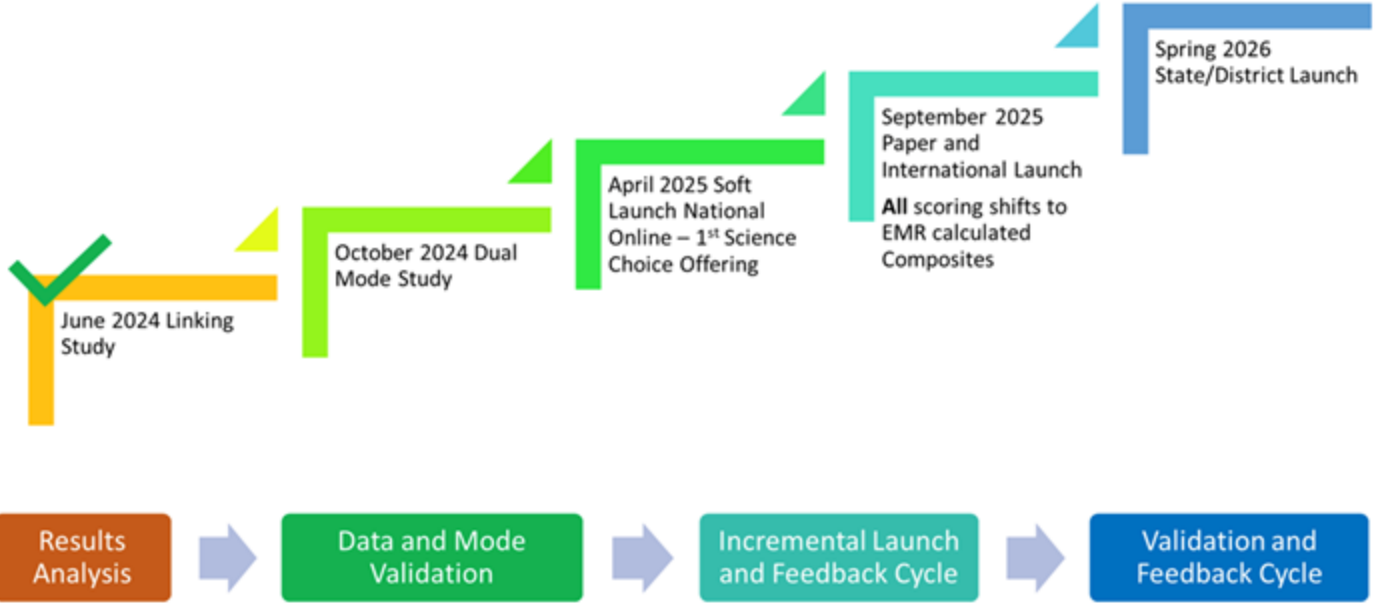 June 2024 Linking
Study
October 2024 Dual
Mode Study
April 2025 Soft
Launch National
Online – 1st Science
Choice Offering
September 2025
Paper and
International Launch
All scoring shifts to
EMR calculated
Composites
Spring 2026
State/District Launch
Results
Analysis
Data and Mode
Validation
Incremental Launch
and Feedback Cycle
Validation and
Feedback Cycle